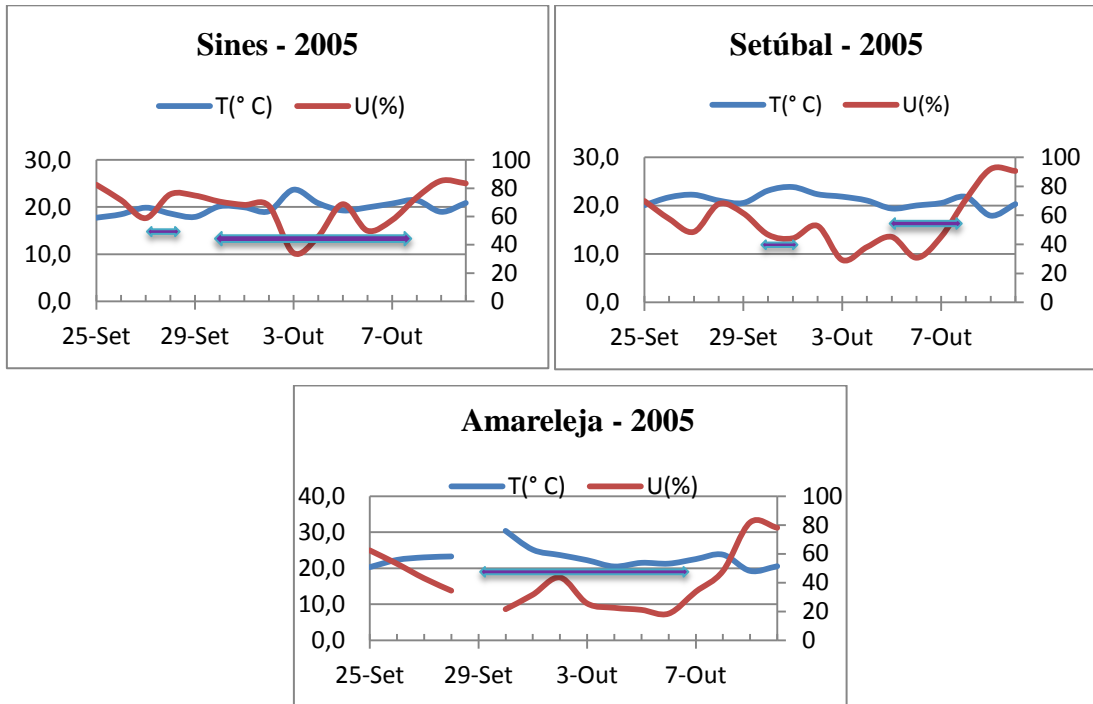 Sines - 2005
T(° C) U(%)
30,0 100
80
20,0 60
40
10,0
20
0,0 0
25-Set 29-Set 3-Out 7-Out
Setúbal - 2005
T(° C) U(%)
30,0 100
80
20,0 60
40
10,0
20
0,0 0
25-Set 29-Set 3-Out 7-Out
Amareleja - 2005
T(° C) U(%)
40,0 100
80
30,0
60
20,0
40
10,0 20
0,0 0
25-Set 29-Set 3-Out 7-Out